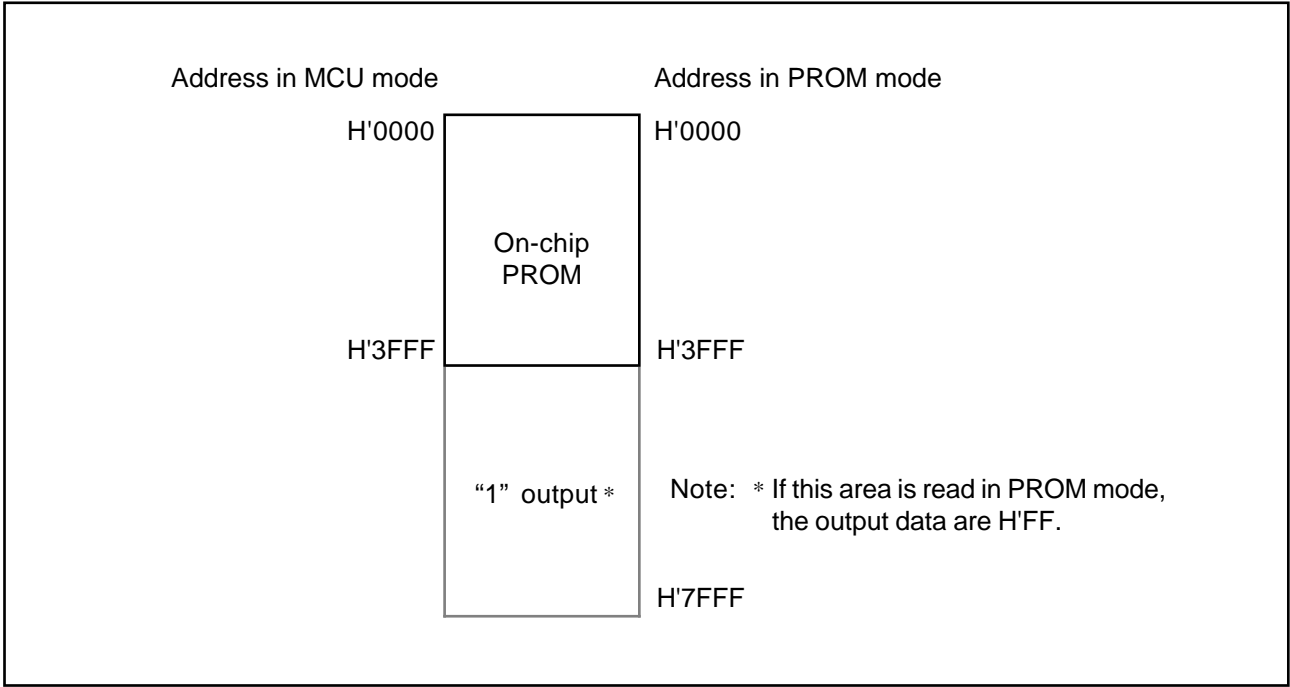 Address in MCU mode
Address in PROM mode
H'0000
H'0000
On-chip
PROM
H'3FFF
H'3FFF
“1” output *
Note: * If this area is read in PROM mode,
the output data are H'FF.
H'7FFF